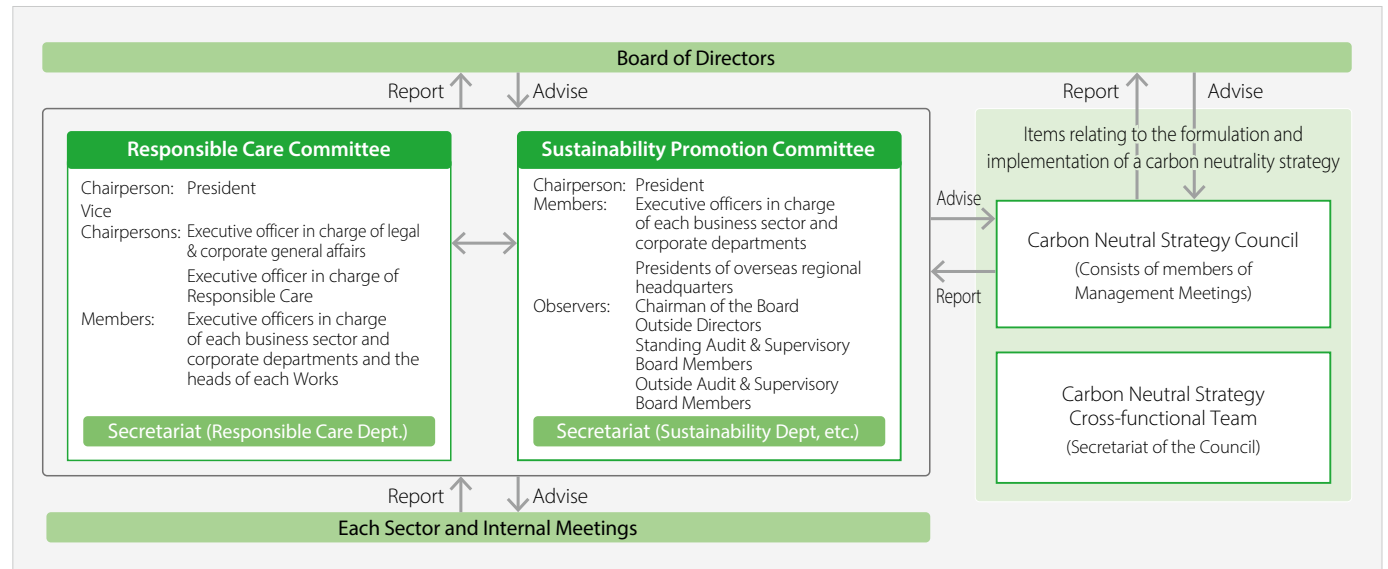 Board of Directors
Report
Advise
Report
Advise
Responsible Care Committee
Chairperson: President
Vice
Chairpersons: Executive officer in charge of legal
& corporate general affairs
Executive officer in charge of
Responsible Care
Members: Executive officers in charge
of each business sector and
corporate departments and the
heads of each Works
Secretariat (Responsible Care Dept.)
Sustainability Promotion Committee
Chairperson: President
Members: Executive officers in charge
of each business sector and
corporate departments
Presidents of overseas regional
headquarters
Observers: Chairman of the Board
Outside Directors
Standing Audit & Supervisory
Board Members
Outside Audit & Supervisory
Board Members
Secretariat (Sustainability Dept, etc.)
Advise
Report
Items relating to the formulation and
implementation of a carbon neutrality strategy
Carbon Neutral Strategy Council
(Consists of members of
Management Meetings)
Carbon Neutral Strategy
Cross-functional Team
(Secretariat of the Council)
Report
Advise
Each Sector and Internal Meetings